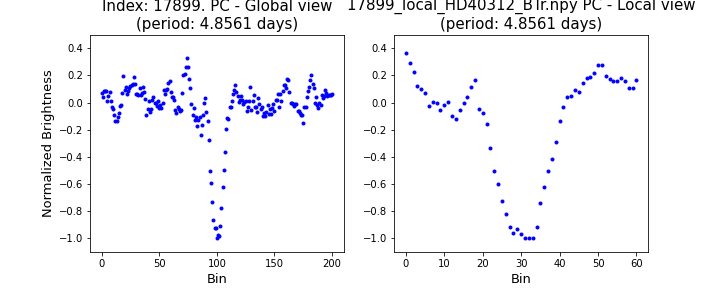 Index: 17899. PC - Global view
(period: 4.8561 days)
17899_local_HD40312_BTr.npy PC - Local view
(period: 4.8561 days)
Normalized Brightness
0.4
0.2
0.0
−0.2
−0.4
−0.6
−0.8
−1.0
0 50 100 150 200
Bin
0.4
0.2
0.0
−0.2
−0.4
−0.6
−0.8
−1.0
0 10 20 30 40 50 60
Bin